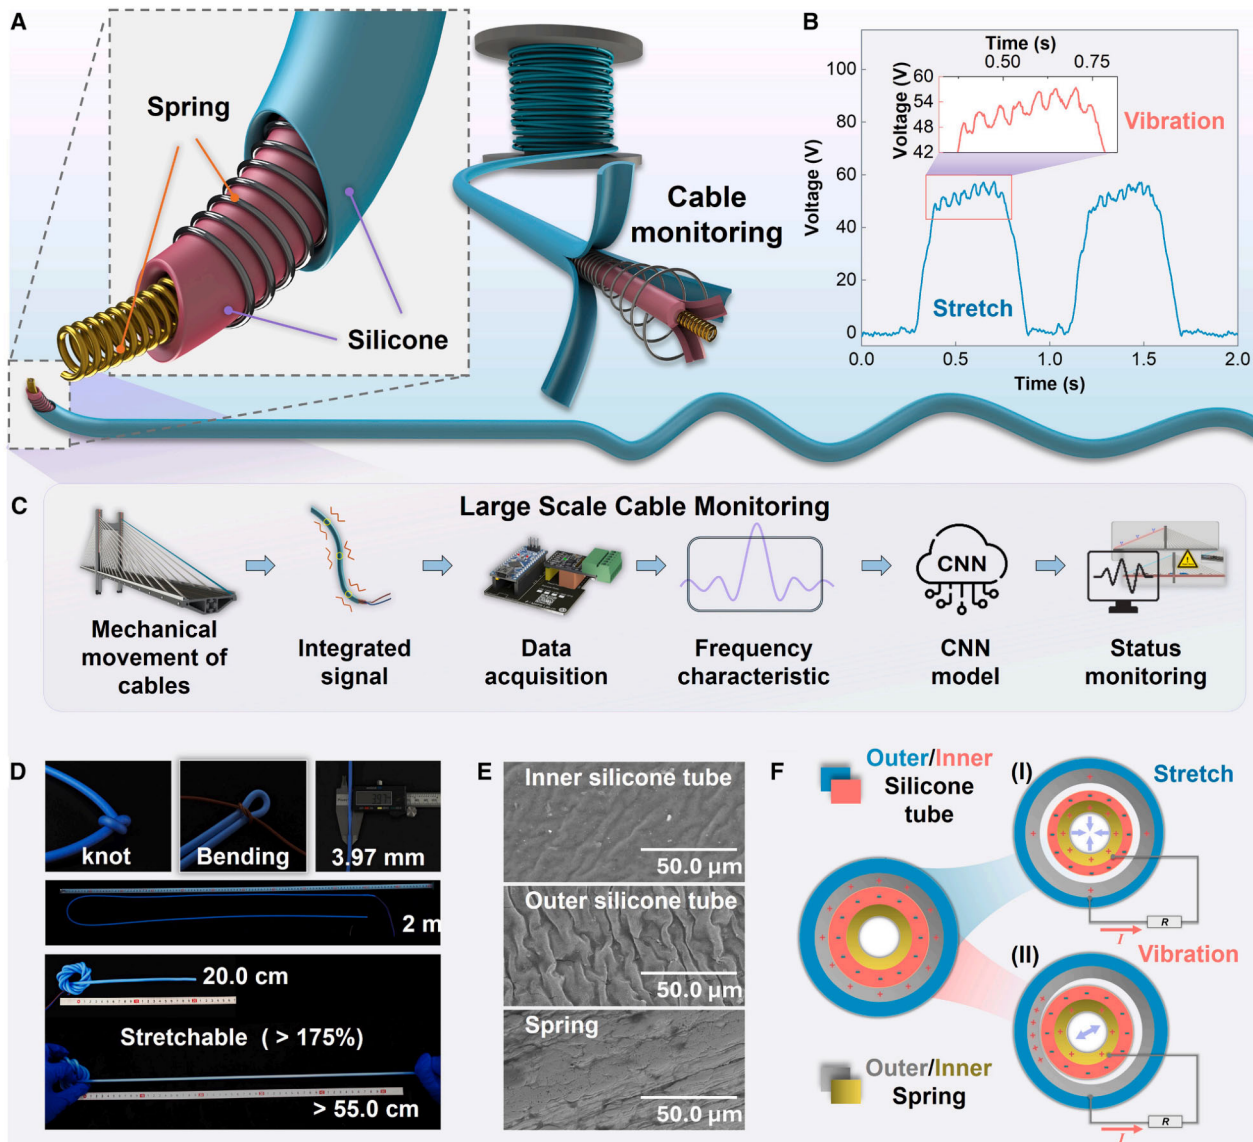 A
Spring
Silicone
Cable
monitoring
B
Time (s)
0.50
0.75
60
54
48
42
Voltage (V)
Vibration
100
80
60
40
20
0
Voltage (V)
Stretch
0.0
0.5
1.0
1.5
2.0
Time (s)
C
Large Scale Cable Monitoring
CNN
Mechanical
movement of
cables
Integrated
signal
Data
acquisition
Frequency
characteristic
CNN
model
Status
monitoring
D
knot
Bending
3.97 mm
2 m
20.0 cm
Stretchable ( > 175%)
> 55.0 cm
E
Inner silicone tube
50.0 µm
Outer silicone tube
50.0 µm
Spring
50.0 µm
F
Outer/Inner
Silicone
tube
(I)
Stretch
R
I
Vibration
(II)
R
I
Outer/Inner
Spring